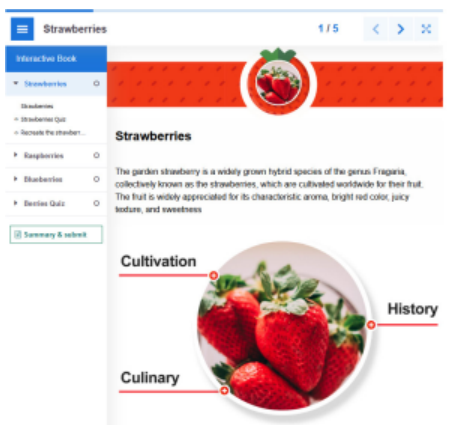 Strawberries
1 / 5
Interactive Book
Strawberries
Strawberries
Strawberries Quiz
Recreate the strawberr...
Raspberries
Blueberries
Berries Quiz
Summary & submit
Strawberries
The garden strawberry is a widely grown hybrid species of the genus Fragaria,
collectively known as the strawberries, which are cultivated worldwide for their fruit.
The fruit is widely appreciated for its characteristic aroma, bright red color, juicy
texture, and sweetness
Cultivation
History
Culinary